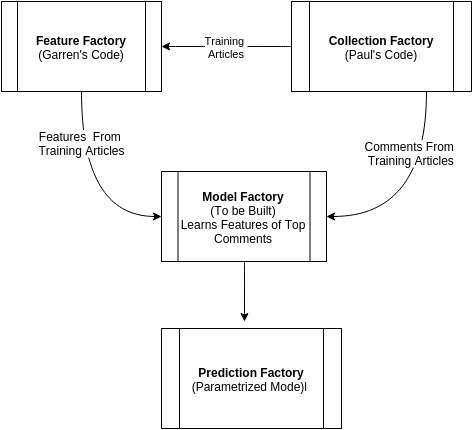 Feature Factory
(Garren's Code)
Training
Articles
Collection Factory
(Paul's Code)
Features From
Training Articles
Comments From
Training Articles
Model Factory
(To be Built)
Learns Features of Top
Comments
Prediction Factory
(Parametrized Mode)l